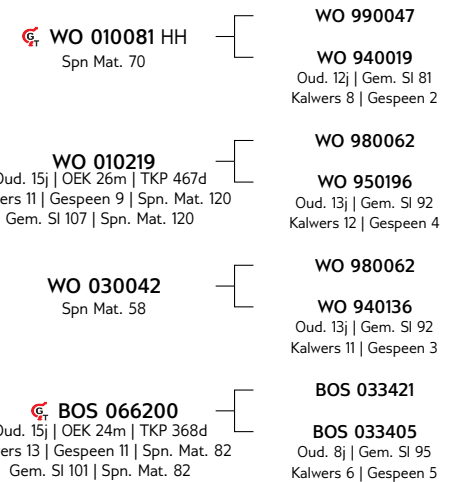 WO 990047
WO 010081 HH
Spn Mat. 70
WO 940019
Oud. 12j | Gem. SI 81
Kalwers 8 | Gespeen 2
WO 980062
WO 010219
Oud. 15j | OEK 26m | TKP 467d
ers 11 | Gespeen 9 | Spn. Mat. 120
Gem. SI 107 | Spn. Mat. 120
WO 950196
Oud. 13j | Gem. SI 92
Kalwers 12 | Gespeen 4
WO 980062
WO 030042
Spn Mat. 58
WO 940136
Oud. 13j | Gem. SI 92
Kalwers 11 | Gespeen 3
BOS 033421
GT BOS 066200
Oud. 15j | OEK 24m | TKP 368d
ers 13 | Gespeen 11 | Spn. Mat. 82
Gem. SI 101 | Spn. Mat. 82
BOS 033405
Oud. 8j | Gem. SI 95
Kalwers 6 | Gespeen 5